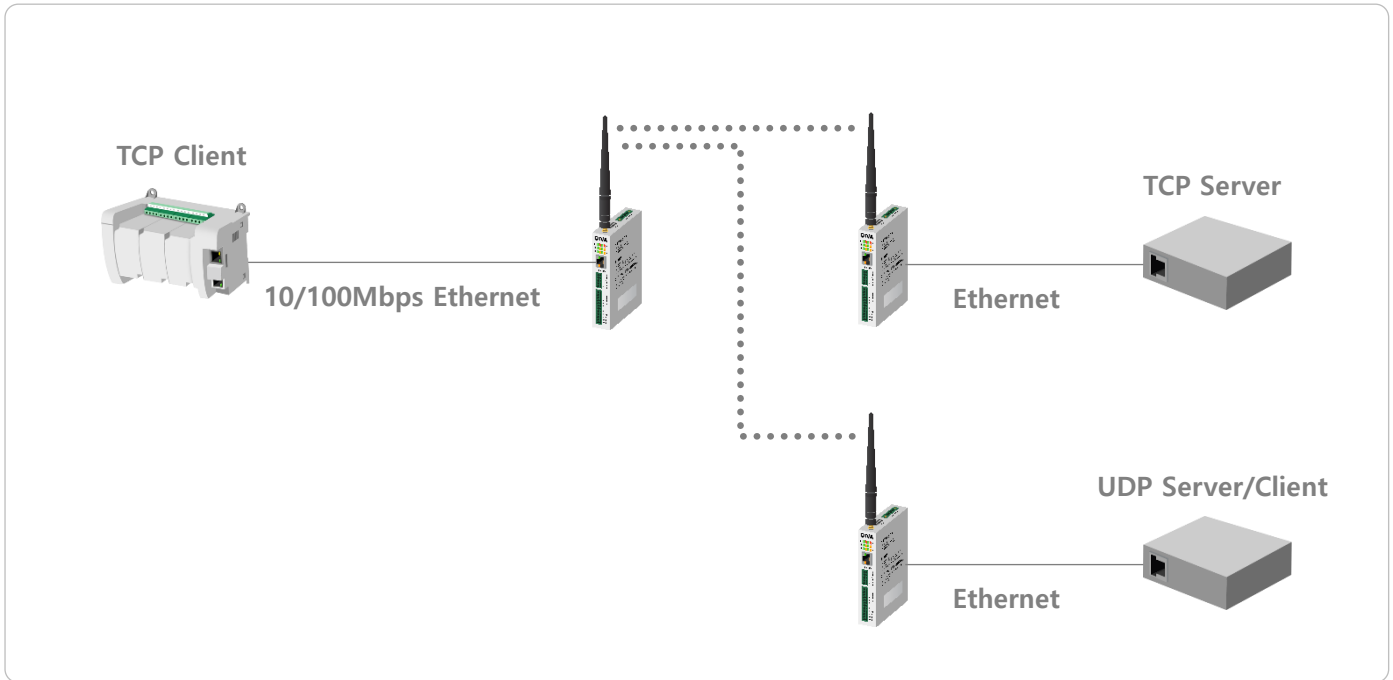 TCP Client
TCP Server
10/100Mbps Ethernet
Ethernet
UDP Server/Client
Ethernet